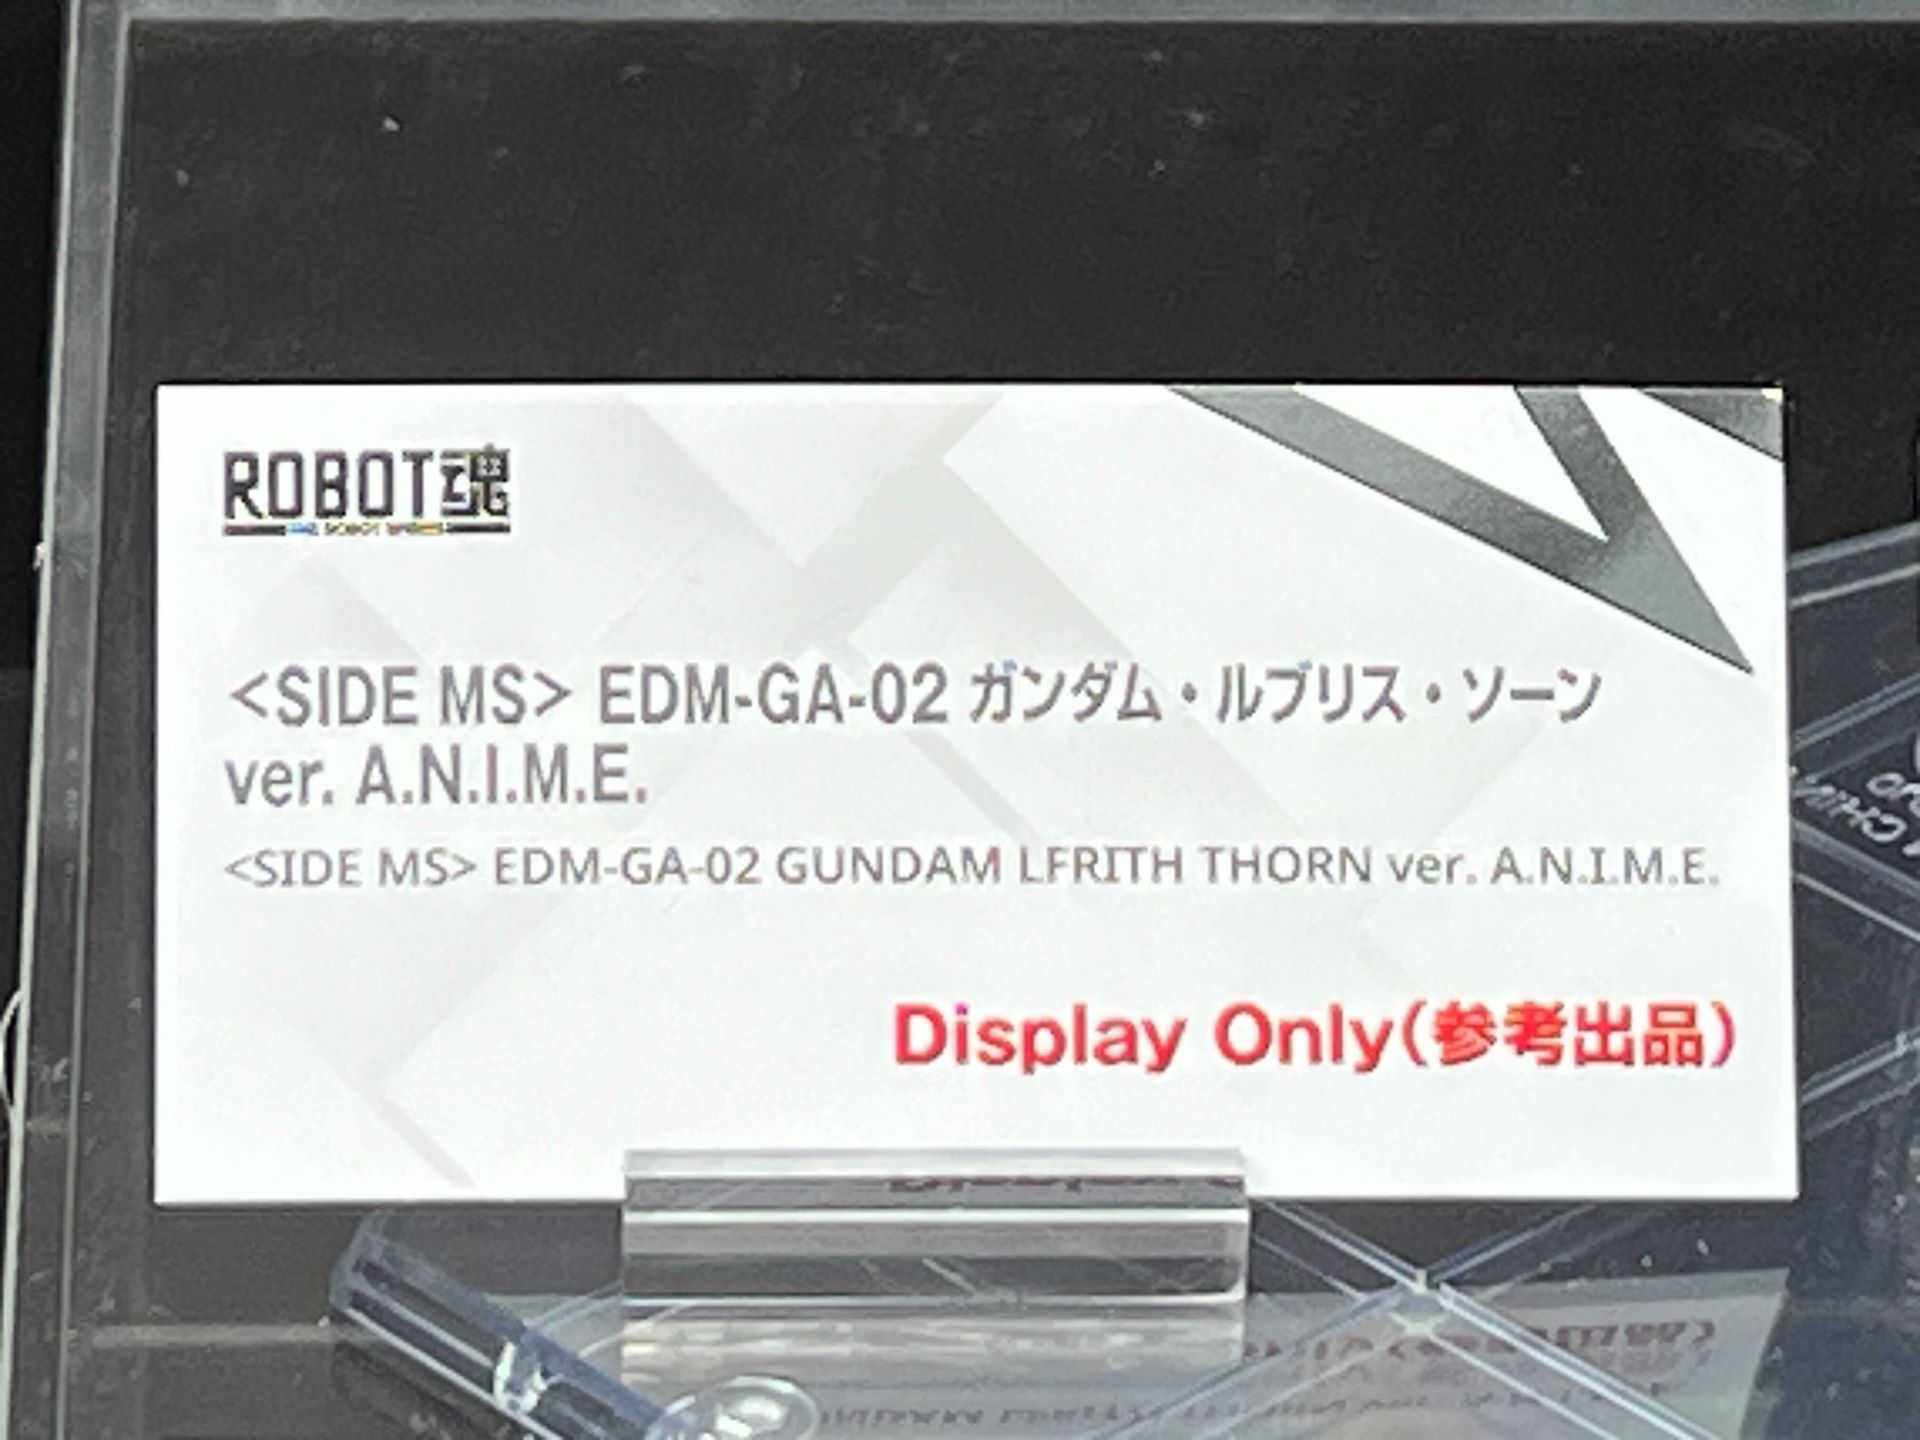 ROBOT魂
<SIDE MS> EDM-GA-02 ガンダム・ルブリス・ソーン
ver. A.N.I.M.E.
<SIDE MS> EDM-GA-02 GUNDAM LFRITH THORN ver. A.N.I.M.E.
Display Only(参考出品)